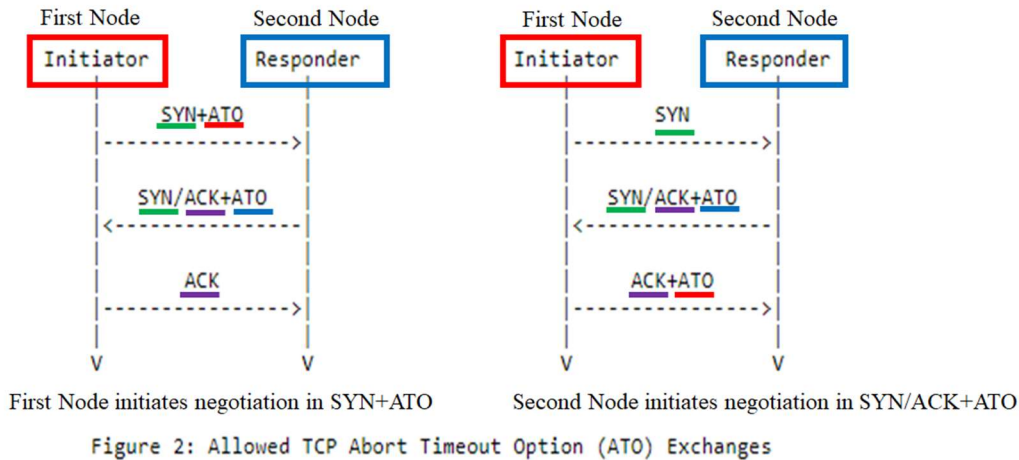 First Node Second Node First Node Second Node
Initiator Responder Initiator Responder
SYN+ATO SYN
SYN/ACK+ATO SYN/ACK+ATO
ACK ACK+ATO
V V V V
First Node initiates negotiation in SYN+ATO Second Node initiates negotiation in SYN/ACK+ATO
Figure 2: Allowed TCP Abort Timeout Option (ATO) Exchanges